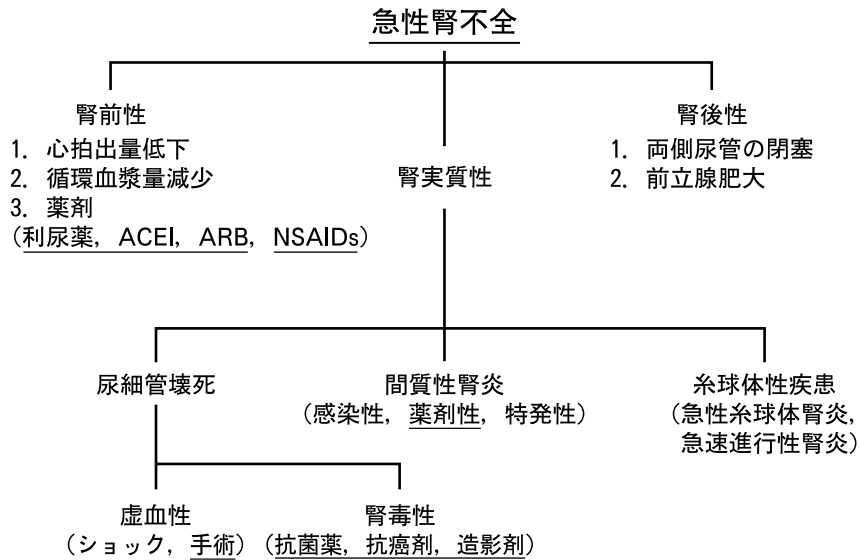 急性腎不全
腎前性
1. 心拍出量低下
2. 循環血漿量減少
3. 薬剤
(利尿薬, ACEI, ARB, NSAIDs)
腎実質性
腎後性
1. 両側尿管の閉塞
2. 前立腺肥大
尿細管壊死
間質性腎炎
(感染性, 薬剤性, 特発性)
糸球体性疾患
(急性糸球体腎炎,
急速進行性腎炎)
虚血性
(ショック, 手術)
腎毒性
(抗菌薬, 抗癌剤, 造影剤)